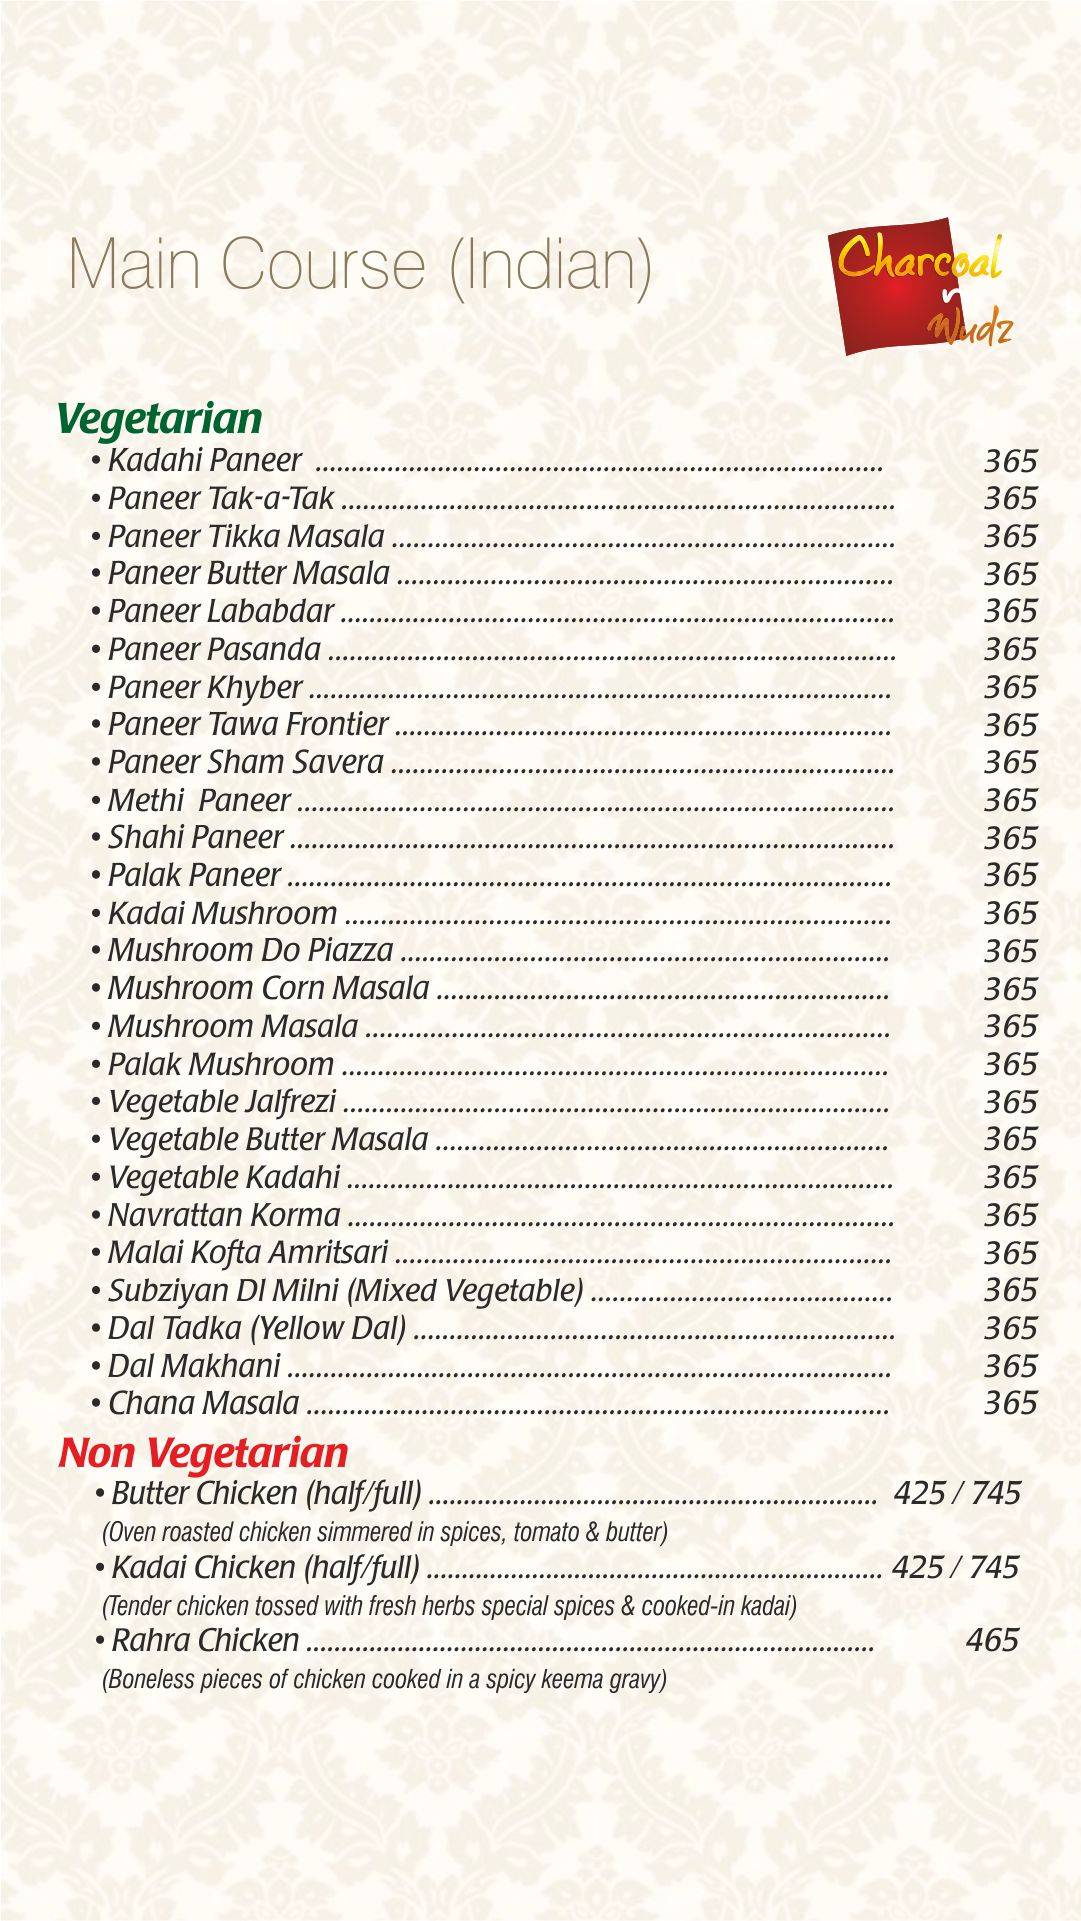 Main Course (Indian)
Charcoal
n
Wudz
Vegetarian
• Kadahi Paneer ............................................................................... 365
• Paneer Tak-a-Tak ............................................................................. 365
• Paneer Tikka Masala ...................................................................... 365
• Paneer Butter Masala ..................................................................... 365
• Paneer Lababdar ............................................................................. 365
• Paneer Pasanda ............................................................................... 365
• Paneer Khyber ................................................................................. 365
• Paneer Tawa Frontier ..................................................................... 365
• Paneer Sham Savera ...................................................................... 365
• Methi  Paneer ................................................................................... 365
• Shahi Paneer .................................................................................... 365
• Palak Paneer .................................................................................... 365
• Kadai Mushroom ............................................................................ 365
• Mushroom Do Piazza .................................................................... 365
• Mushroom Corn Masala ............................................................... 365
• Mushroom Masala ......................................................................... 365
• Palak Mushroom ............................................................................ 365
• Vegetable Jalfrezi ............................................................................ 365
• Vegetable Butter Masala ............................................................... 365
• Vegetable Kadahi ............................................................................ 365
• Navrattan Korma ............................................................................ 365
• Malai Kofta Amritsari ..................................................................... 365
• Subziyan DI Milni (Mixed Vegetable) .......................................... 365
• Dal Tadka (Yellow Dal) ................................................................... 365
• Dal Makhani .................................................................................... 365
• Chana Masala ................................................................................. 365
Non Vegetarian
• Butter Chicken (half/full) ............................................................... 425 / 745
(Oven roasted chicken simmered in spices, tomato & butter)
• Kadai Chicken (half/full) ................................................................ 425 / 745
(Tender chicken tossed with fresh herbs special spices & cooked-in kadai)
• Rahra Chicken ............................................................................... 465
(Boneless pieces of chicken cooked in a spicy keema gravy)